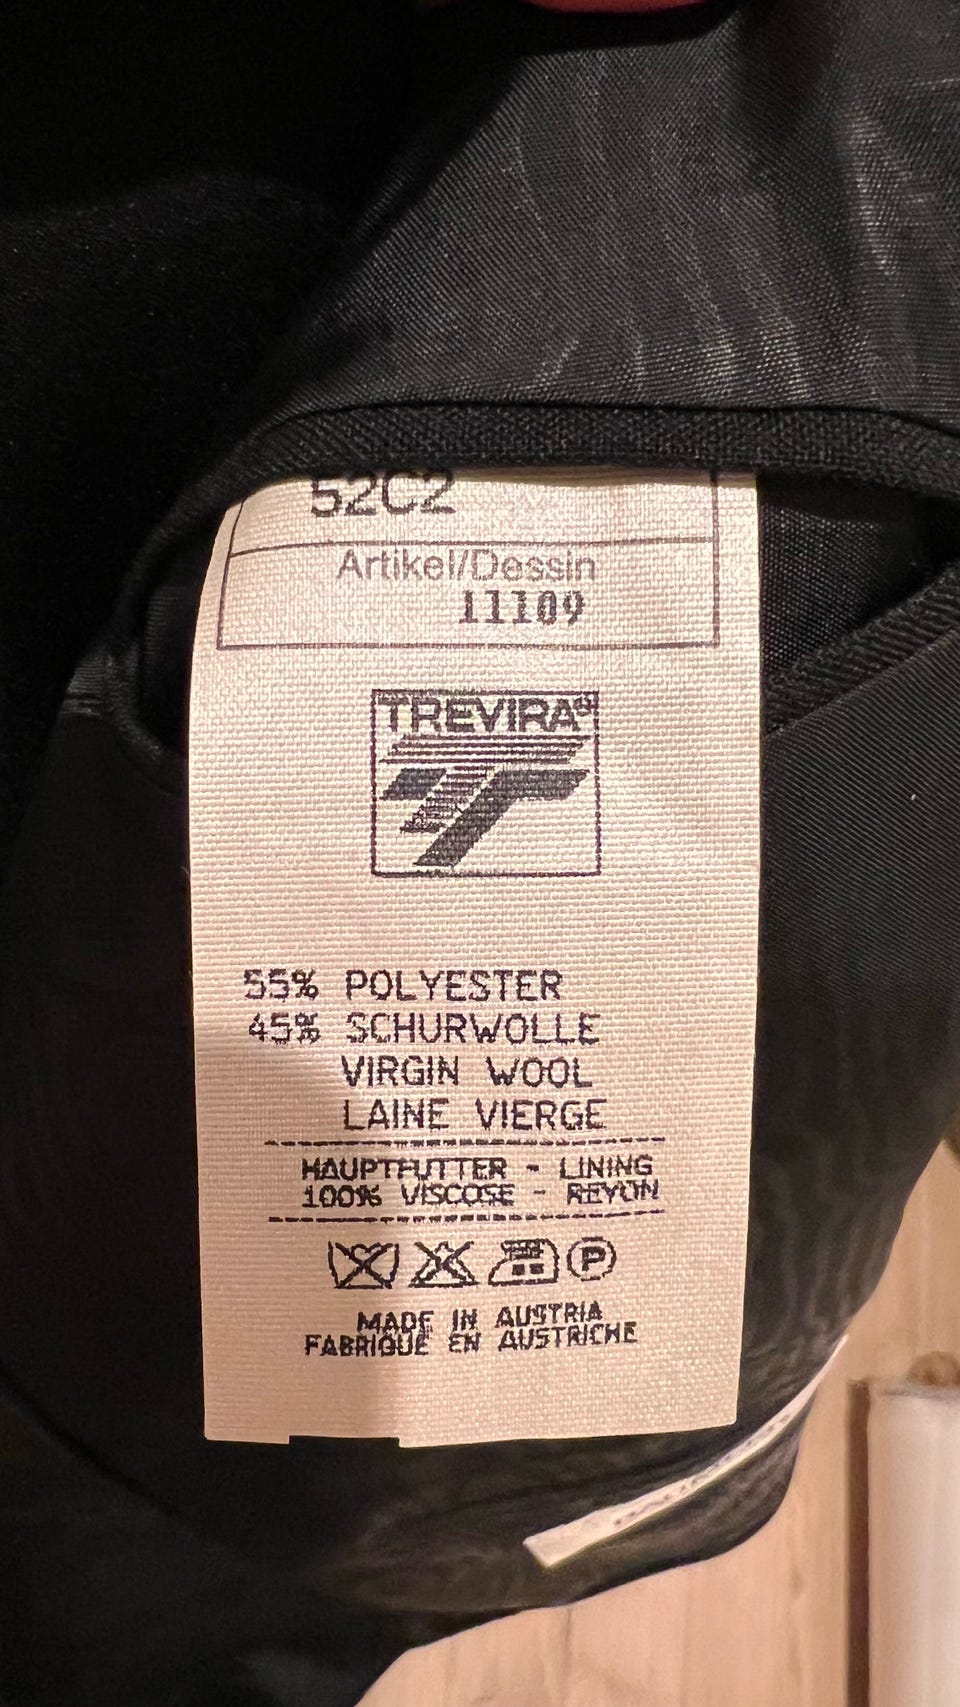 52C2
Artikel/Dessin
11109
TREVIRA®
55% POLYESTER
45% SCHURWOLLE
VIRGIN WOOL
LAINE VIERGE
HAUPTFUTTER - LINING
100% VISCOSE - REYON
P
MADE IN AUSTRIA
FABRIQUE EN AUSTRICHE